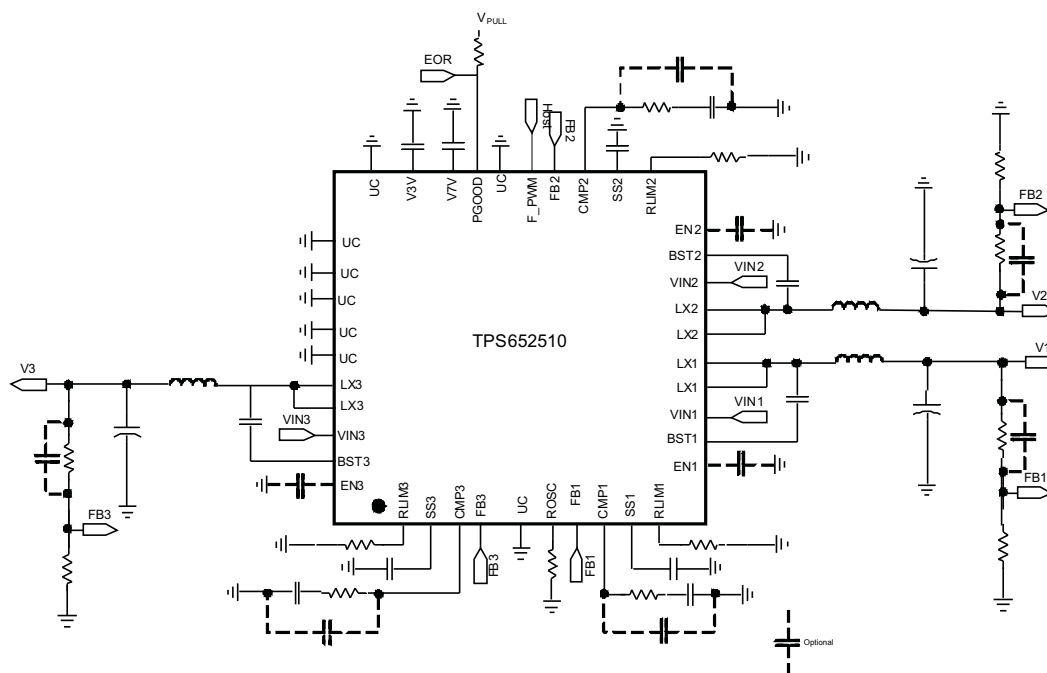 VPULL
EOR
Host
FB2
UC
V3V
V7V
PGOOD
UC
F_PWM
FB2
CMP2
SS2
RLIM2
UC
UC
UC
UC
UC
LX3
LX3
VIN3
BST3
EN3
TPS652510
EN2
BST2
VIN2
LX2
LX2
LX1
LX1
VIN1
BST1
EN1
VIN2
VIN1
VIN3
V3
FB3
FB2
V2
V1
FB1
RLIM3
SS3
CMP3
FB3
UC
ROSC
FB1
CMP1
SS1
RLIM1
FB3
FB1
Optional